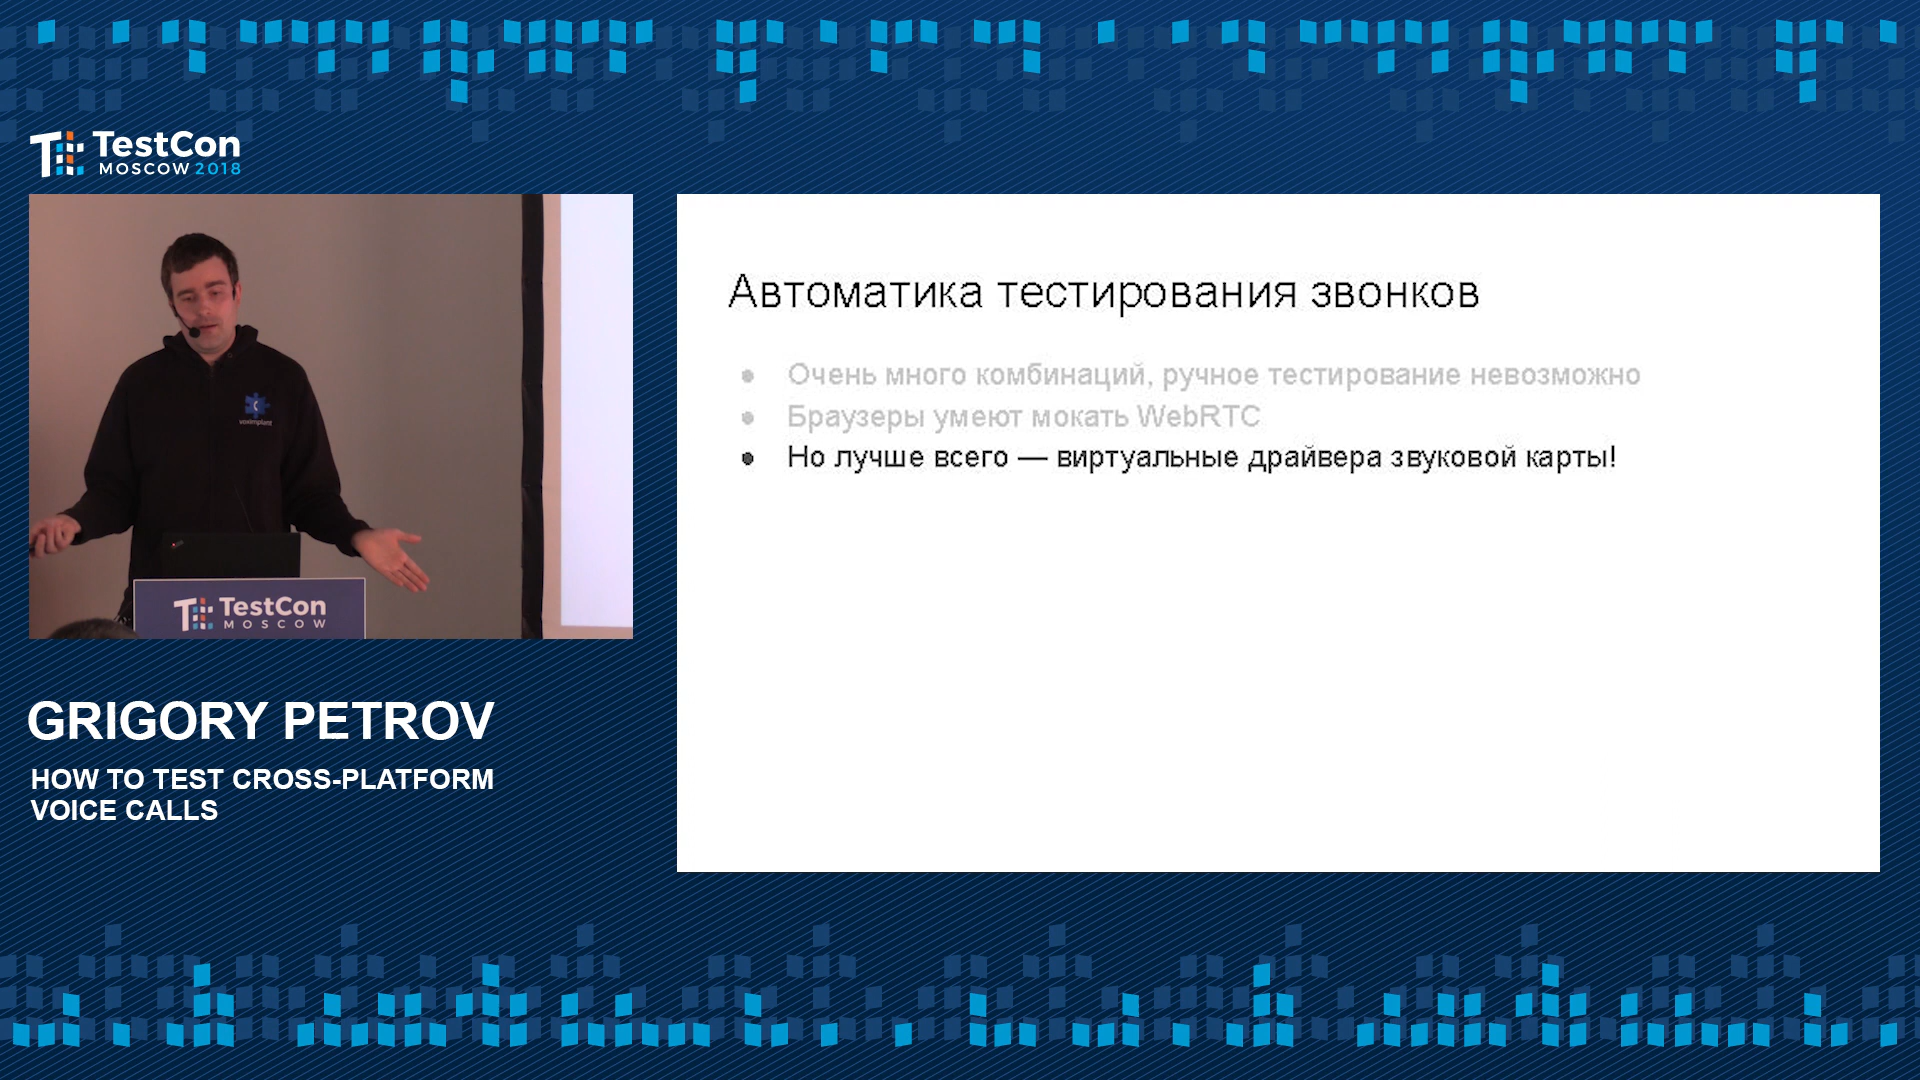 TestCon
MOSCOW 2018
voximplant
TestCon
MOSCOW
GRIGORY PETROV
HOW TO TEST CROSS-PLATFORM
VOICE CALLS
Автоматика тестирования звонков
Очень много комбинаций, ручное тестирование невозможно
Браузеры умеют мокать WebRTC
Но лучше всего — виртуальные драйвера звуковой карты!